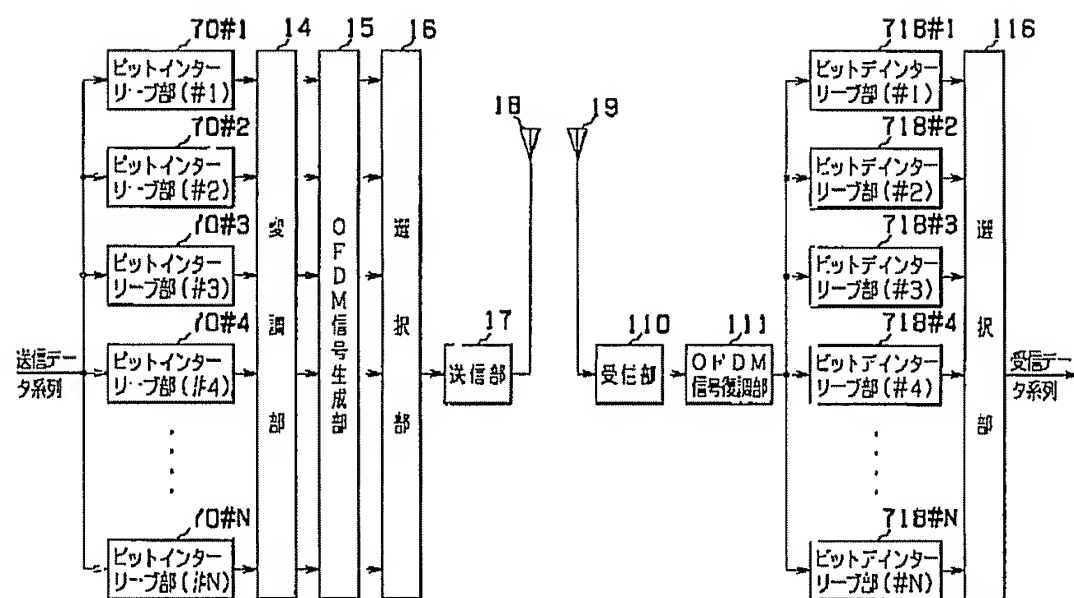 70#1
14
15
16
ビットインター
リーブ部(#1)
70#2
ビットインター
リーブ部(#2)
70#3
ビットインター
リーブ部(#3)
70#4
ビットインター
リーブ部(#4)
70#N
ビットインター
リーブ部(#N)
送信デー
タ系列
変調部
OFDM信号生成部
選択部
17
送信部
18
19
110
受信部
111
OFDM
信号復調部
718#1
116
ビットデインター
リーブ部(#1)
718#2
ビットデインター
リーブ部(#2)
718#3
ビットデインター
リーブ部(#3)
718#4
ビットデインター
リーブ部(#4)
718#N
ビットデインター
リーブ部(#N)
選択部
受信デー
タ系列